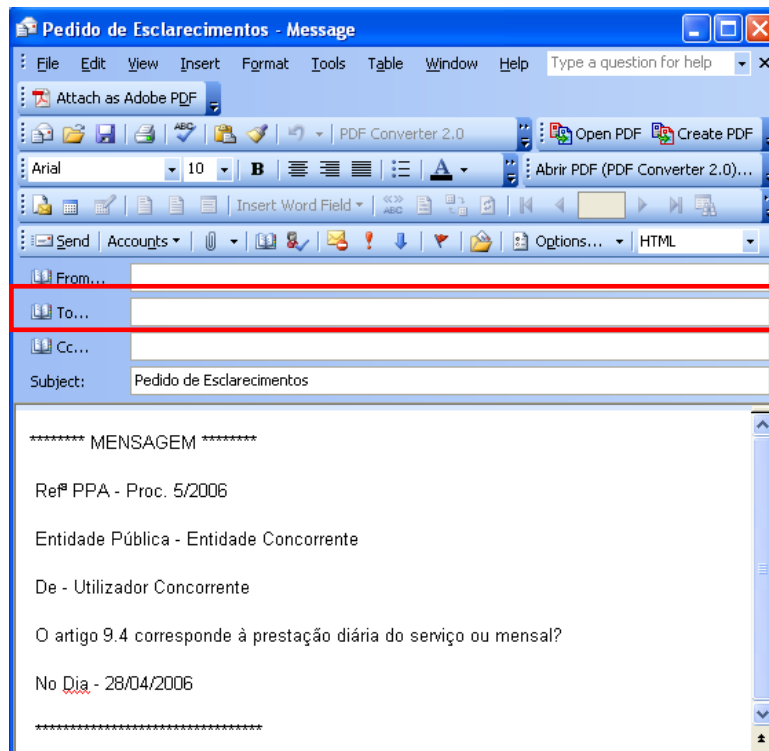 Pedido de Esclarecimentos - Message
File Edit View Insert Format Tools Table Window Help Type a question for help
Attach as Adobe PDF
PDF Converter 2.0 Open PDF Create PDF
Arial 10 B A Abrir PDF (PDF Converter 2.0)...
Insert Word Field
Send Accounts Options... HTML
From...
To...
Cc...
Subject: Pedido de Esclarecimentos
******** MENSAGEM ********
Refª PPA - Proc. 5/2006
Entidade Pública - Entidade Concorrente
De - Utilizador Concorrente
O artigo 9.4 corresponde à prestação diária do serviço ou mensal?
No Dia - 28/04/2006
*********************************